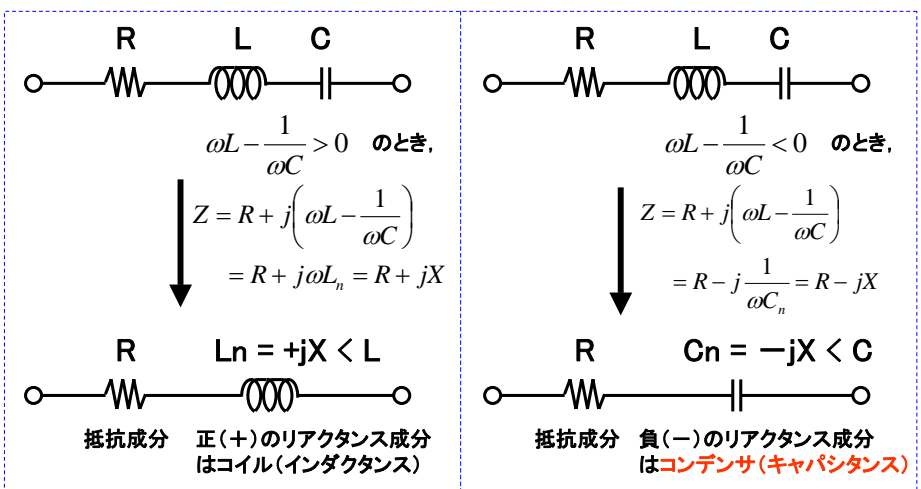 R L C
ωL − 1/ωC > 0 のとき,
Z = R + j(ωL − 1/ωC)
= R + jωLₙ = R + jX
R Ln = +jX < L
抵抗成分 正(+)のリアクタンス成分
はコイル(インダクタンス)
R L C
ωL − 1/ωC < 0 のとき,
Z = R + j(ωL − 1/ωC)
= R − j 1/ωCₙ = R − jX
R Cn = −jX < C
抵抗成分 負(−)のリアクタンス成分
はコンデンサ(キャパシタンス)